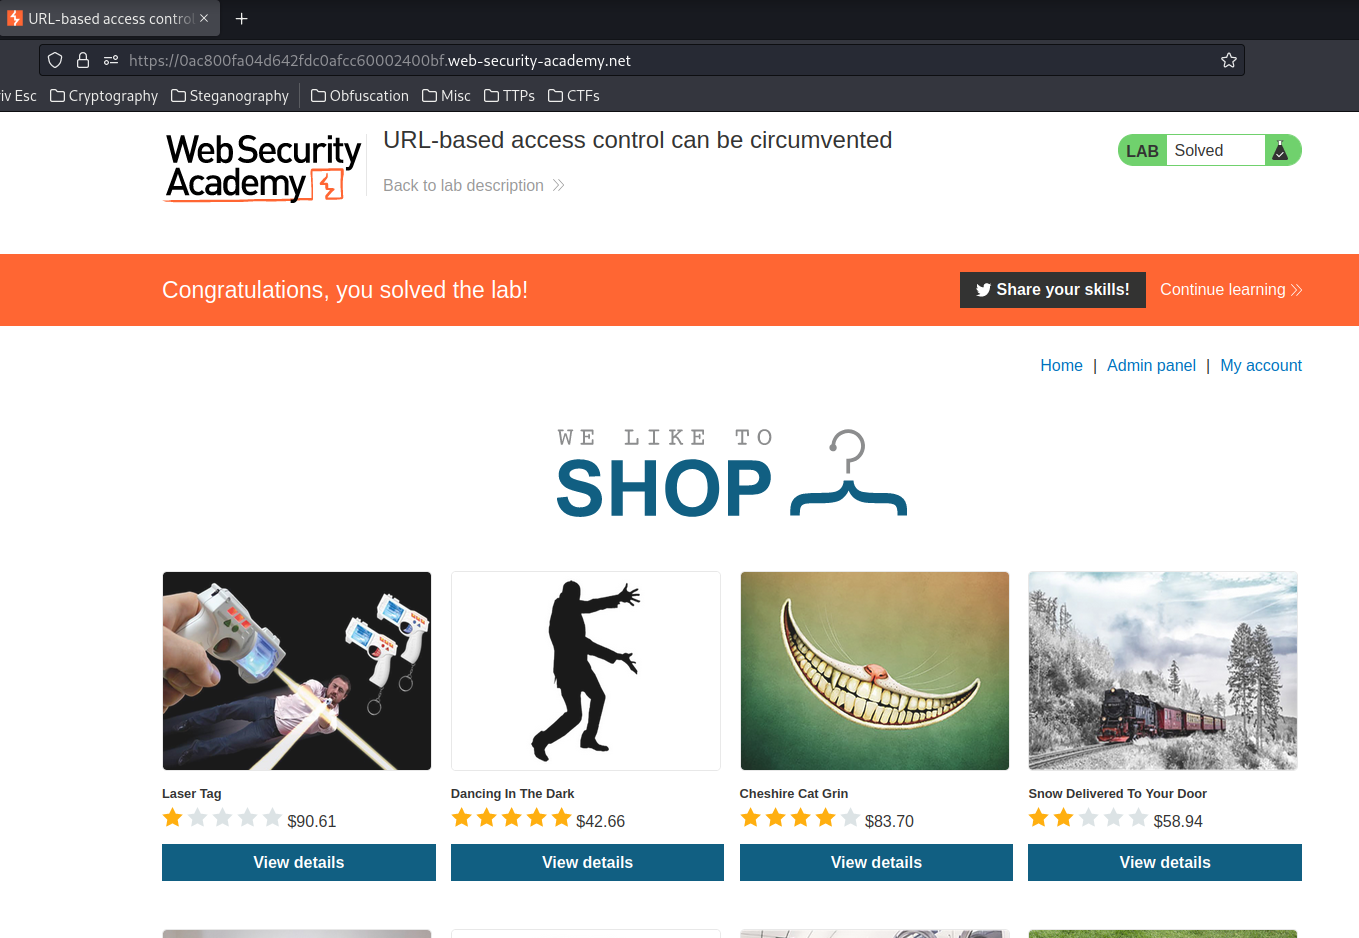 URL-based access control
https://0ac800fa04d642fdc0afcc60002400bf.web-security-academy.net
iv Esc Cryptography Steganography Obfuscation Misc TTPs CTFs
Web Security
Academy
URL-based access control can be circumvented
Back to lab description
LAB Solved
Congratulations, you solved the lab!
Share your skills! Continue learning
Home | Admin panel | My account
WE LIKE TO
SHOP
Laser Tag
$90.61
View details
Dancing In The Dark
$42.66
View details
Cheshire Cat Grin
$83.70
View details
Snow Delivered To Your Door
$58.94
View details